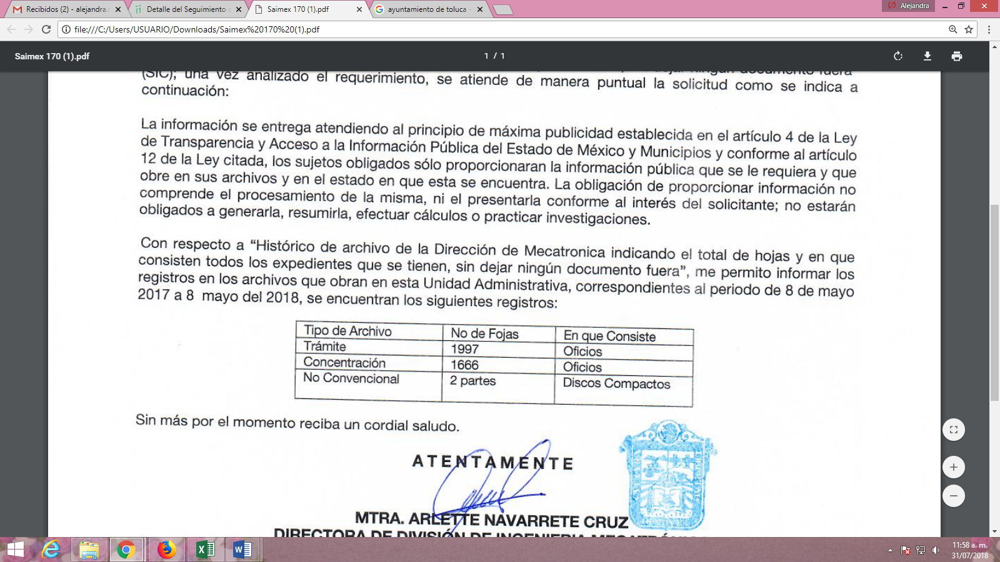 Recibidos (2) - alejandra.
Detalle del Seguimiento
Saimex 170 (1).pdf
ayuntamiento de toluca
Alejandra
file:///C:/Users/USUARIO/Downloads/Saimex%20170%20(1).pdf
Saimex 170 (1).pdf
1 / 1
(SIC); una vez analizado el requerimiento, se atiende de manera puntual la solicitud como se indica a
continuación:
La información se entrega atendiendo al principio de máxima publicidad establecida en el artículo 4 de la Ley
de Transparencia y Acceso a la Información Pública del Estado de México y Municipios y conforme al artículo
12 de la Ley citada, los sujetos obligados sólo proporcionaran la información pública que se le requiera y que
obre en sus archivos y en el estado en que esta se encuentra. La obligación de proporcionar información no
comprende el procesamiento de la misma, ni el presentarla conforme al interés del solicitante; no estarán
obligados a generarla, resumirla, efectuar cálculos o practicar investigaciones.
Con respecto a “Histórico de archivo de la Dirección de Mecatronica indicando el total de hojas y en que
consisten todos los expedientes que se tienen, sin dejar ningún documento fuera”, me permito informar los
registros en los archivos que obran en esta Unidad Administrativa, correspondientes al periodo de 8 de mayo
2017 a 8 mayo del 2018, se encuentran los siguientes registros:
Tipo de Archivo No de Fojas En que Consiste
Trámite 1997 Oficios
Concentración 1666 Oficios
No Convencional 2 partes Discos Compactos
Sin más por el momento reciba un cordial saludo.
ATENTAMENTE
MTRA. ARLETTE NAVARRETE CRUZ
DIRECTORA DE DIVISIÓN DE INGENIERIA
11:58 a. m.
31/07/2018